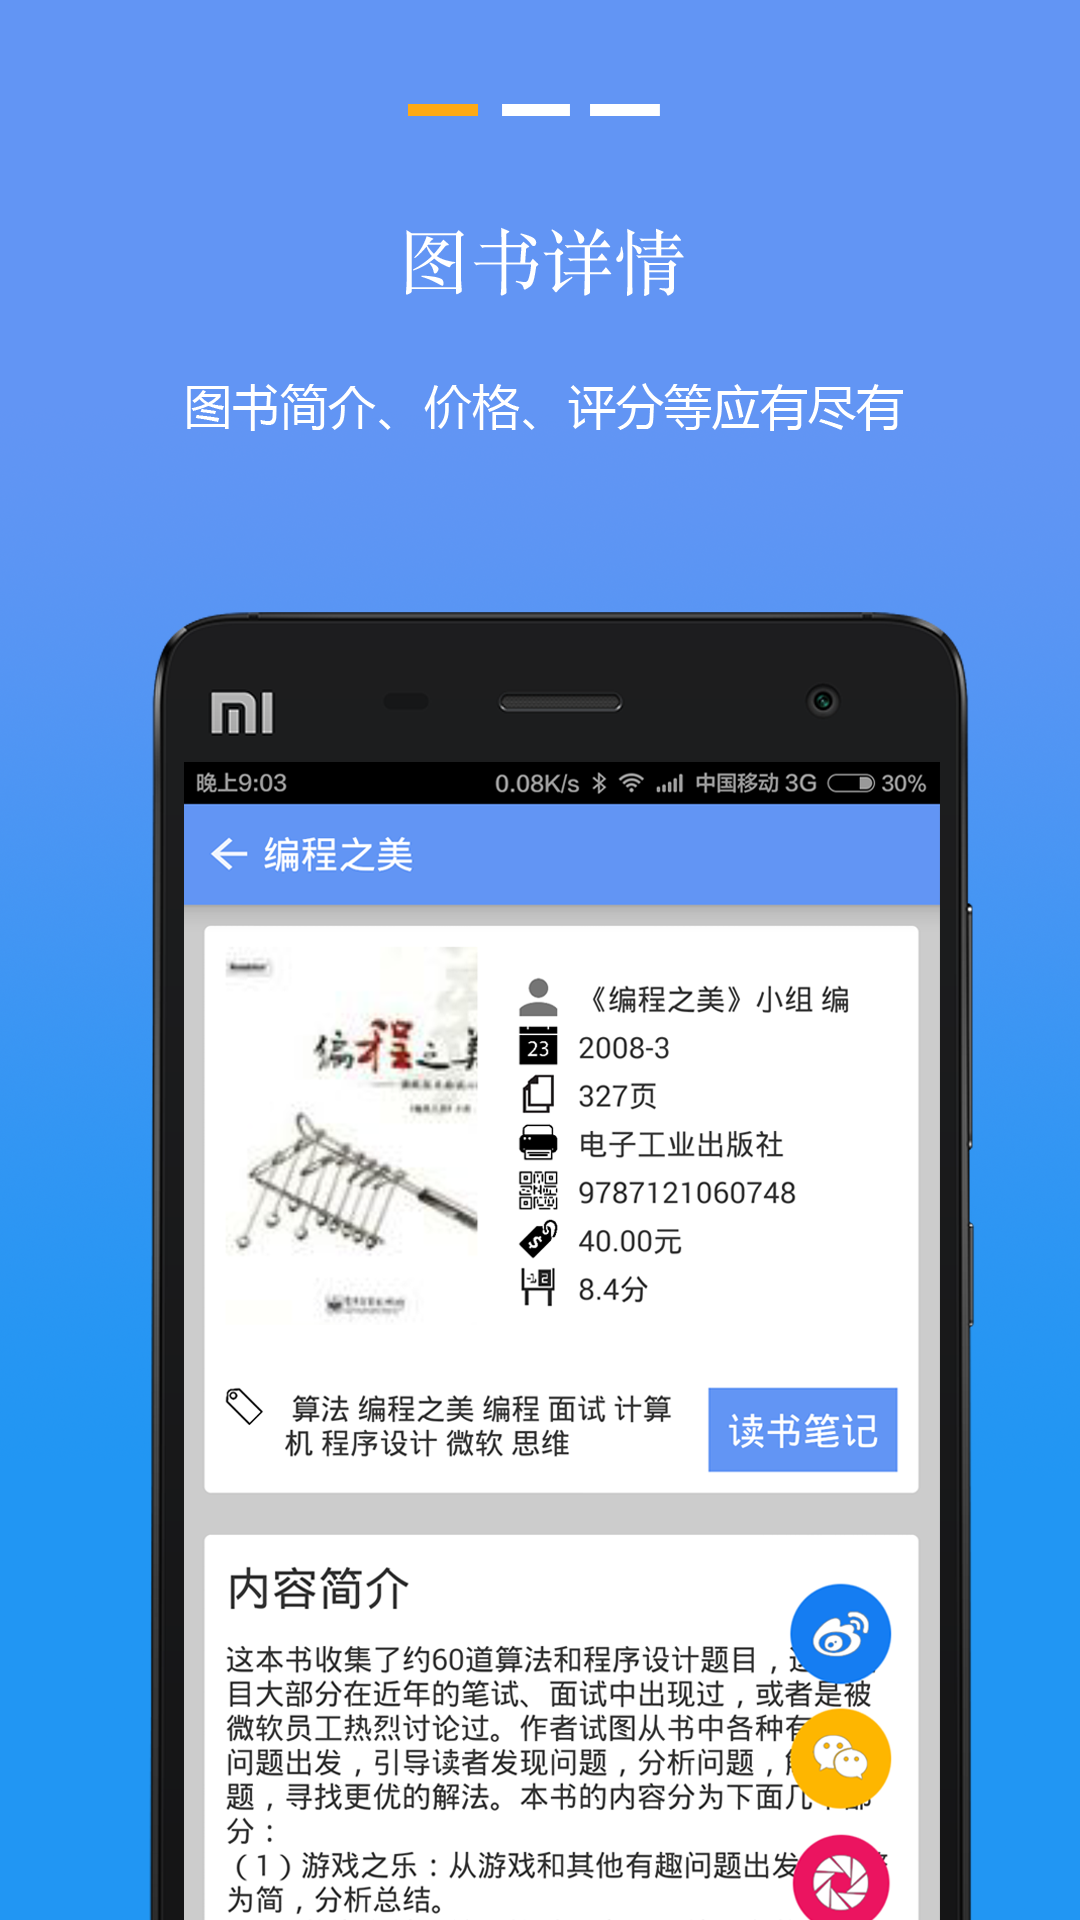 图书详情
图书简介、价格、评分等应有尽有
MI
晚上9:03 0.08K/s 中国移动 3G 30%
编程之美
编程之美
《编程之美》小组 编
23
2008-3
327页
电子工业出版社
9787121060748
40.00元
8.4分
算法 编程之美 编程 面试 计算
机 程序设计 微软 思维
读书笔记
内容简介
这本书收集了约60道算法和程序设计题目，
目大部分在近年的笔试、面试中出现过，或者是被
微软员工热烈讨论过。作者试图从书中各种有
问题出发，引导读者发现问题，分析问题，
题，寻找更优的解法。本书的内容分为下面几个部
分：
（1）游戏之乐：从游戏和其他有趣问题出发
为简，分析总结。